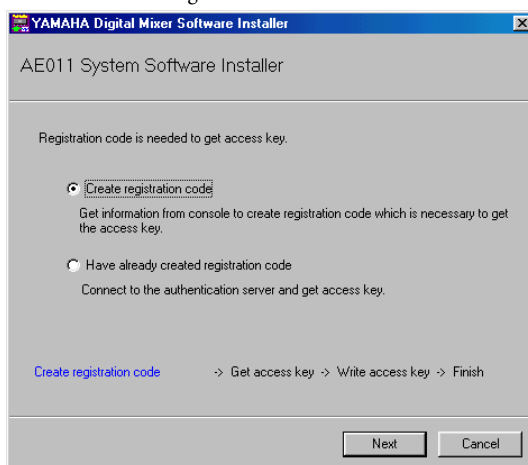 YAMAHA Digital Mixer Software Installer
AE011 System Software Installer
Registration code is needed to get access key.
Create registration code
Get information from console to create registration code which is necessary to get
the access key.
Have already created registration code
Connect to the authentication server and get access key.
Create registration code -> Get access key -> Write access key -> Finish
Next Cancel